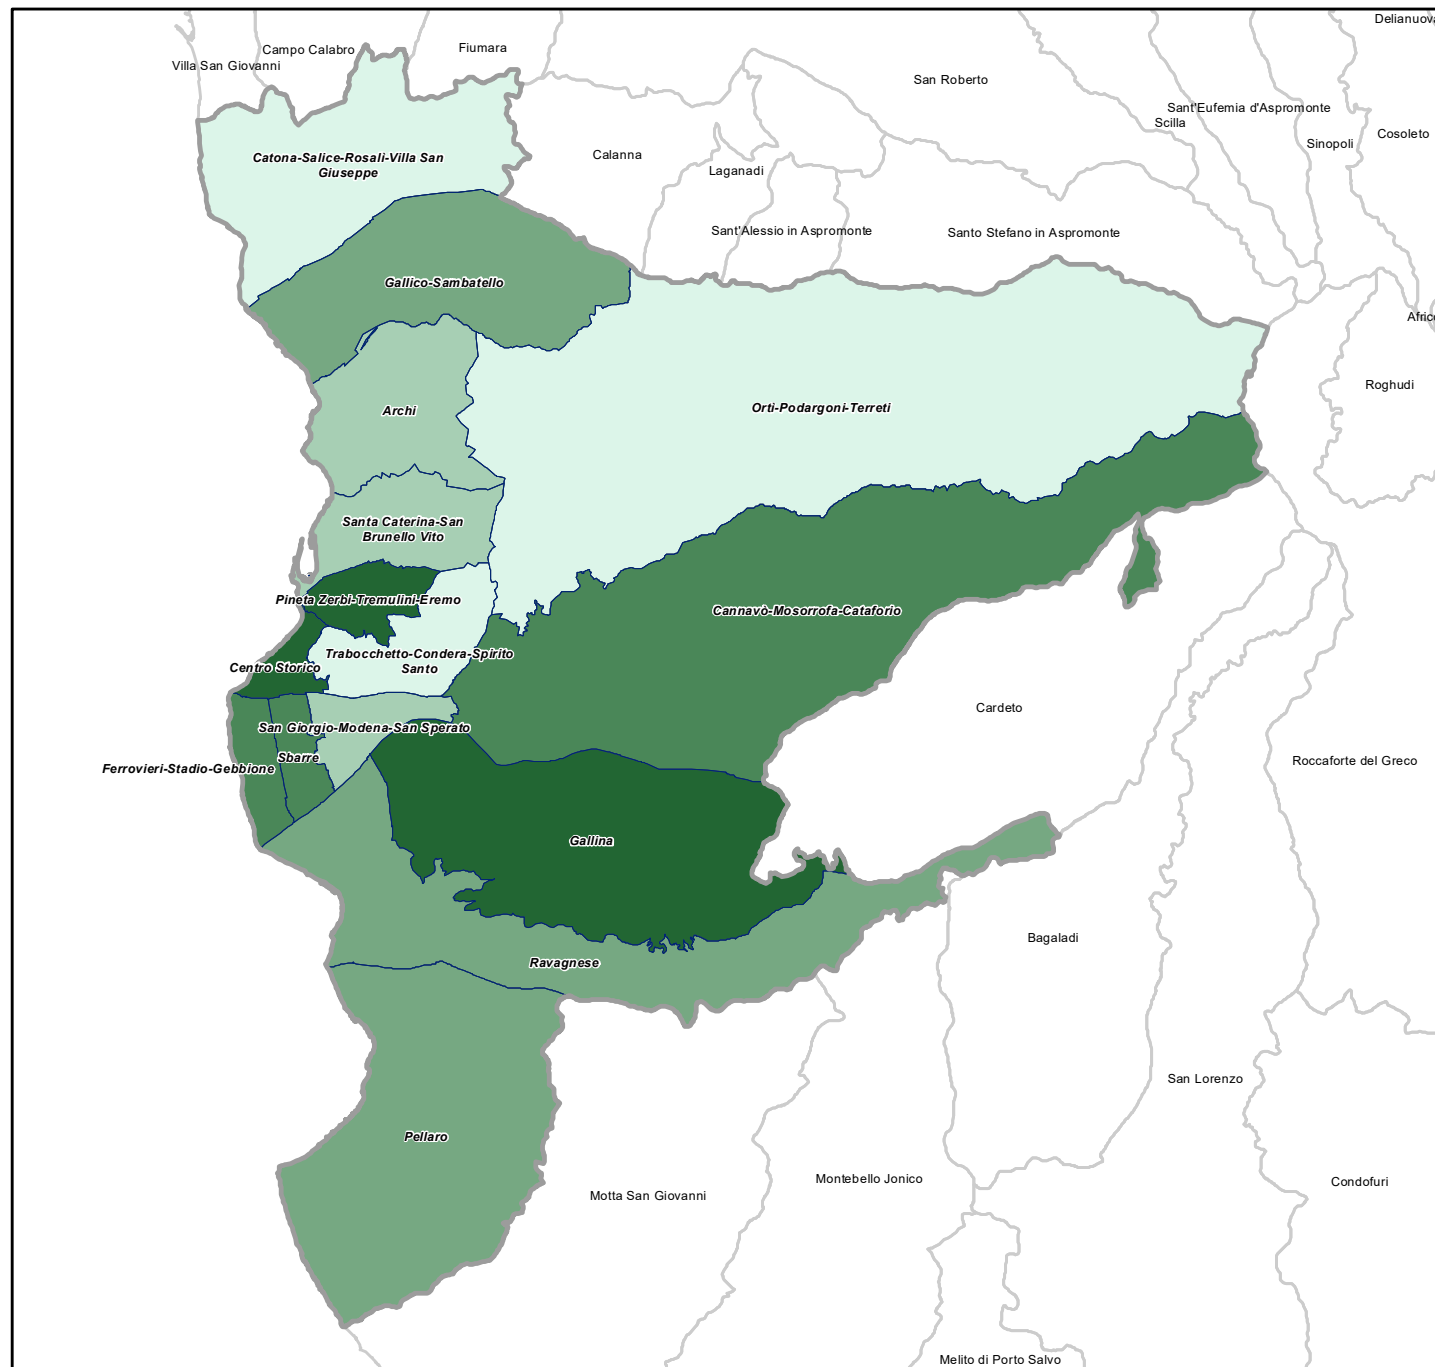 Delianuova
Campo Calabro
Fiumara
Villa San Giovanni
San Roberto
Sant'Eufemia d'Aspromonte
Scilla
Cosoleto
Sinopoli
Catona-Salice-Rosali-Villa San
Giuseppe
Calanna
Laganadi
Sant'Alessio in Aspromonte
Santo Stefano in Aspromonte
Gallico-Sambatello
Africo
Roghudi
Archi
Orti-Podargoni-Terreti
Santa Caterina-San
Brunello Vito
Pineta Zerbi-Tremulini-Eremo
Cannavò-Mosorrofa-Cataforio
Trabocchetto-Condera-Spirito
Santo
Centro Storico
Cardeto
San Giorgio-Modena-San Sperato
Sbarre
Ferrovieri-Stadio-Gebbione
Roccaforte del Greco
Gallina
Bagaladi
Ravagnese
San Lorenzo
Pellaro
Montebello Jonico
Condofuri
Motta San Giovanni
Melito di Porto Salvo